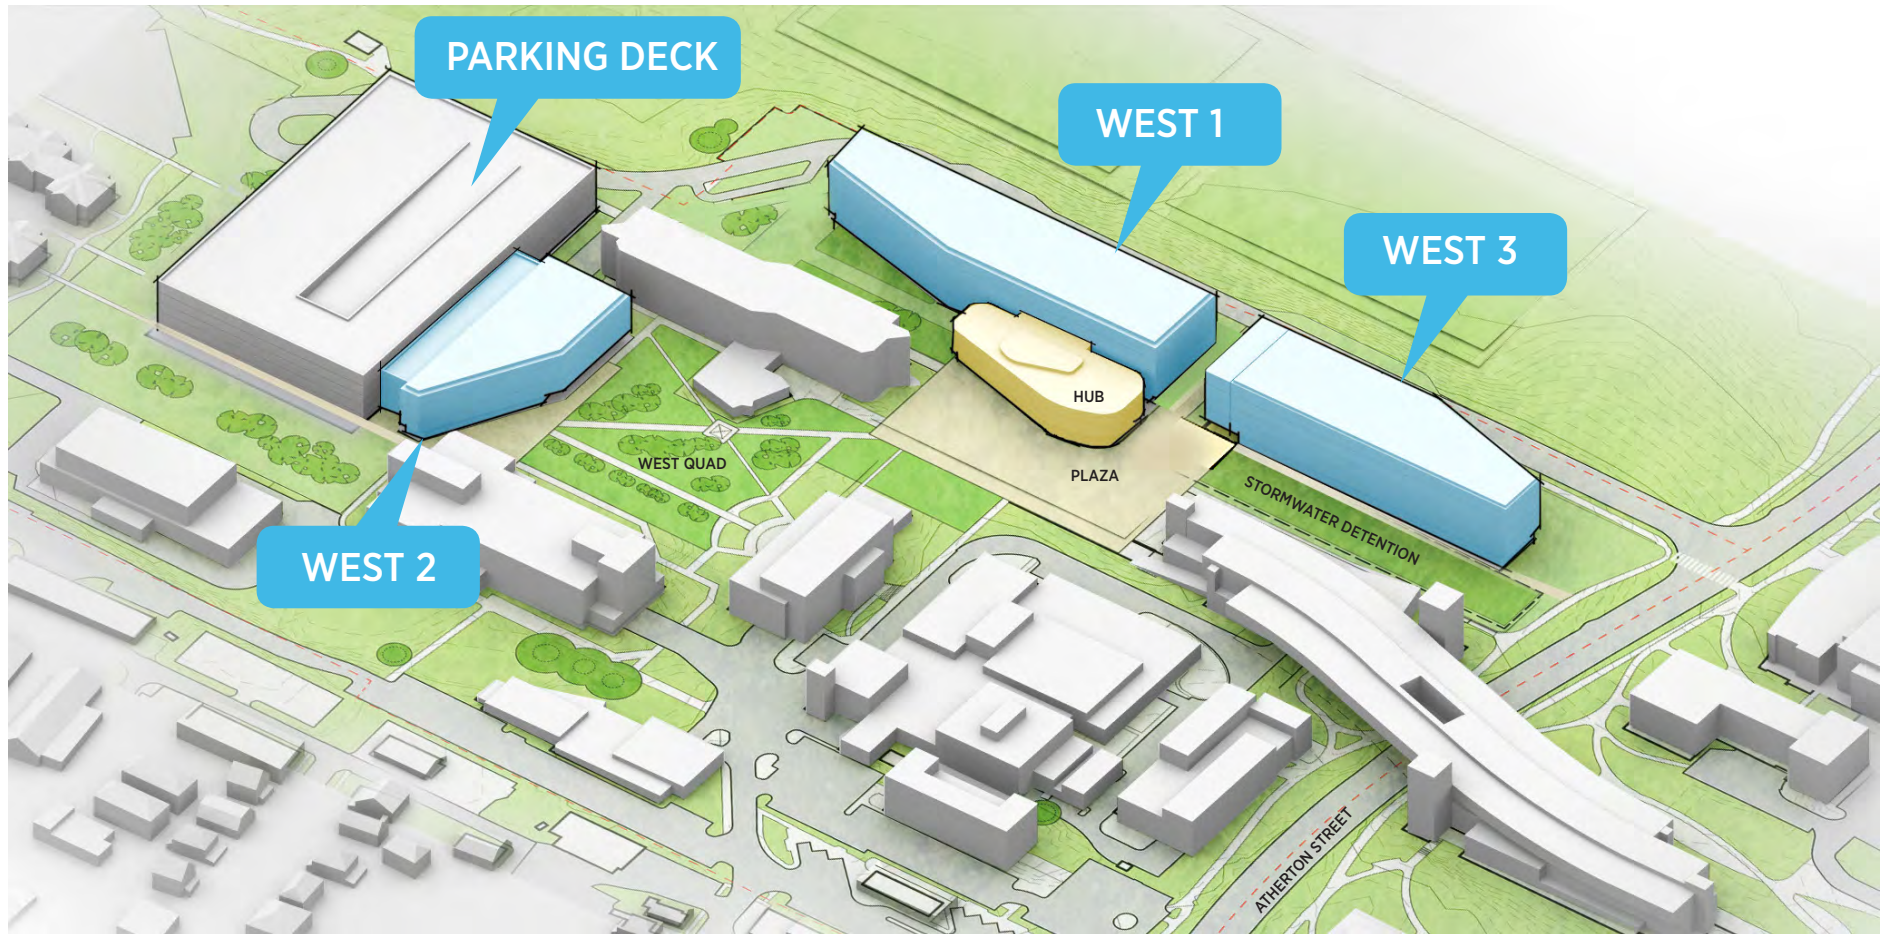 PARKING DECK
WEST 1
WEST 3
HUB
WEST QUAD
PLAZA
STORMWATER DETENTION
WEST 2
ATHERTON STREET